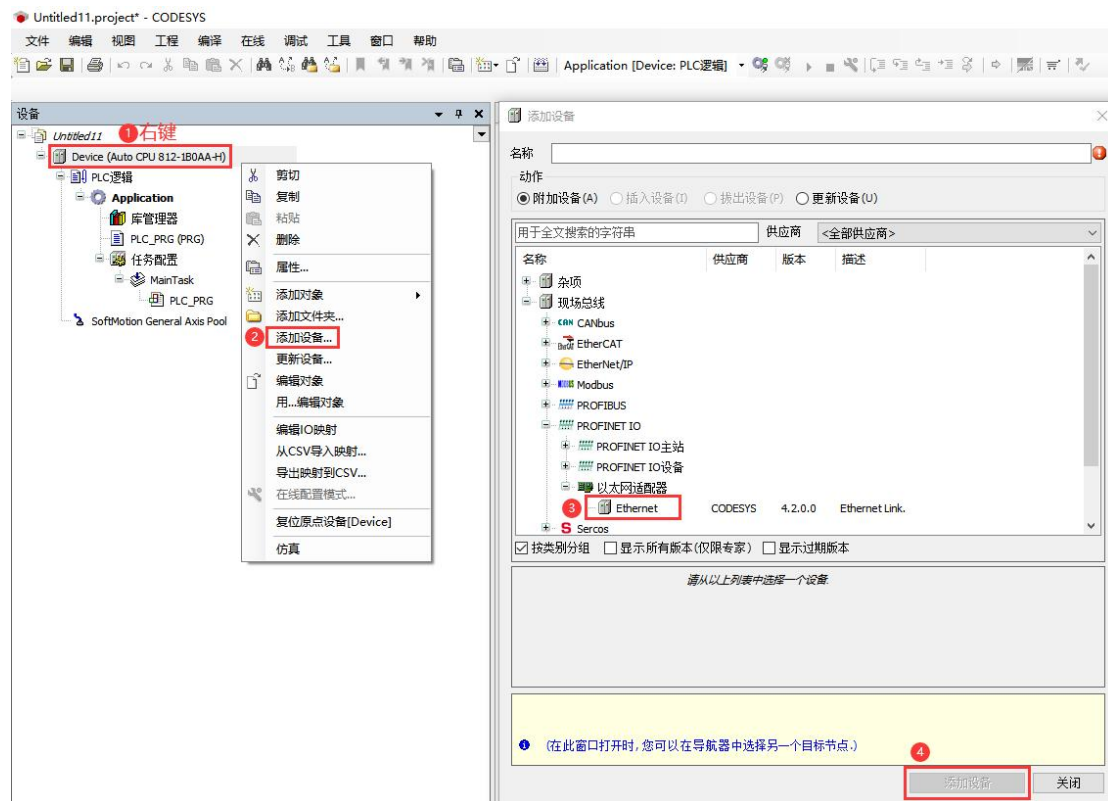 Untitled11.project* - CODESYS
文件 编辑 视图 工程 编译 在线 调试 工具 窗口 帮助
Application [Device: PLC逻辑]
设备
Untitled11
1 右键
Device (Auto CPU 812-1B0AA-H)
PLC逻辑
Application
库管理器
PLC_PRG (PRG)
任务配置
MainTask
PLC_PRG
SoftMotion General Axis Pool
剪切
复制
粘贴
删除
属性...
添加对象
添加文件夹...
2 添加设备...
更新设备...
编辑对象
用...编辑对象
编辑IO映射
从CSV导入映射...
导出映射到CSV...
在线配置模式...
复位原点设备[Device]
仿真
添加设备
名称
动作
附加设备(A) 插入设备(I) 拔出设备(P) 更新设备(U)
用于全文搜索的字符串 供应商 <全部供应商>
名称 供应商 版本 描述
杂项
现场总线
CAN CANbus
EtherCAT
EtherNet/IP
Modbus
PROFIBUS
PROFINET IO
PROFINET IO主站
PROFINET IO设备
以太网适配器
3 Ethernet CODESYS 4.2.0.0 Ethernet Link.
S Sercos
按类别分组 显示所有版本(仅限专家) 显示过期版本
请从以上列表中选择一个设备.
(在此窗口打开时,您可以在导航器中选择另一个目标节点.)
4
添加设备 关闭